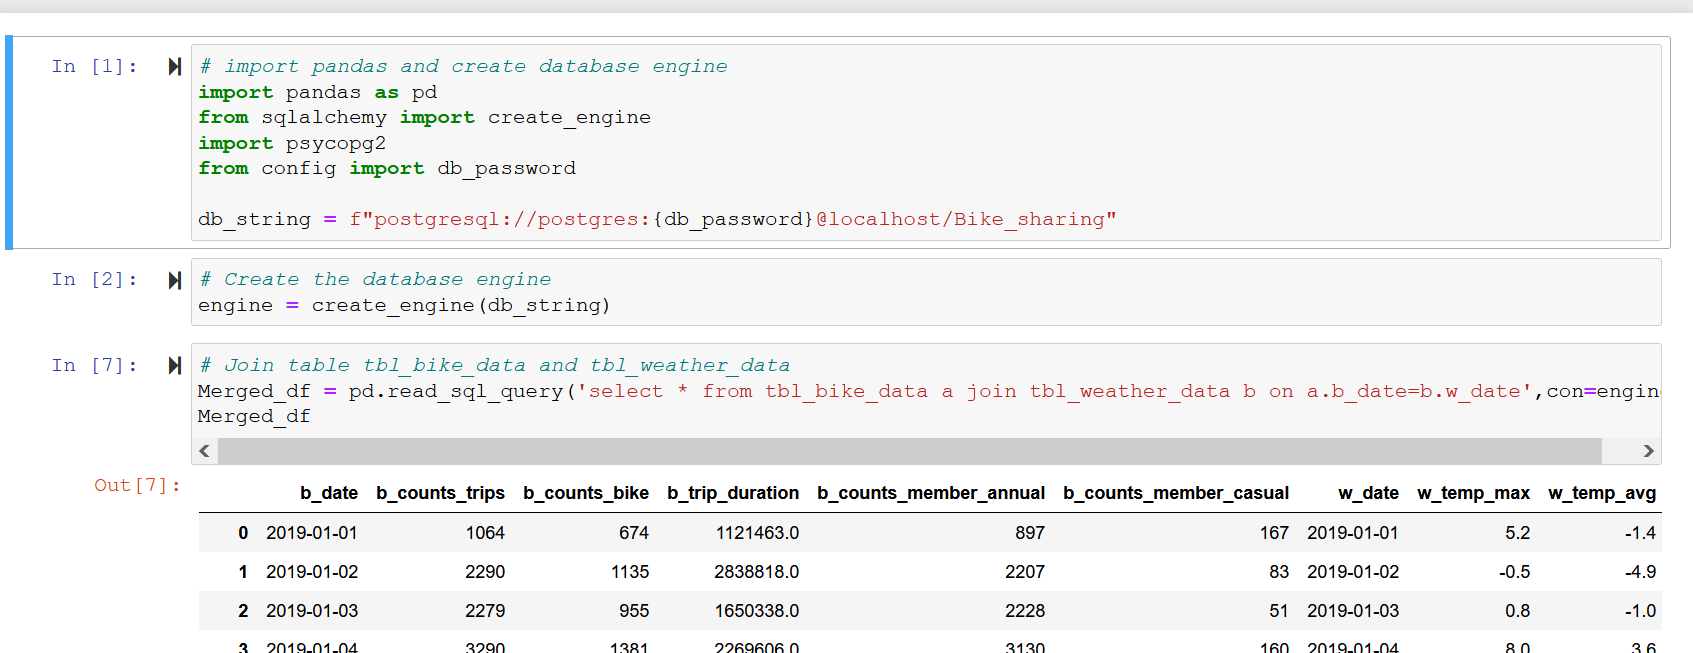 In [1]:
# import pandas and create database engine
import pandas as pd
from sqlalchemy import create_engine
import psycopg2
from config import db_password
db_string = f"postgresql://postgres:{db_password}@localhost/Bike_sharing"
In [2]:
# Create the database engine
engine = create_engine(db_string)
In [7]:
# Join table tbl_bike_data and tbl_weather_data
Merged_df = pd.read_sql_query('select * from tbl_bike_data a join tbl_weather_data b on a.b_date=b.w_date',con=engin
Merged_df
Out[7]:
b_date b_counts_trips b_counts_bike b_trip_duration b_counts_member_annual b_counts_member_casual w_date w_temp_max w_temp_avg
0 2019-01-01 1064 674 1121463.0 897 167 2019-01-01 5.2 -1.4
1 2019-01-02 2290 1135 2838818.0 2207 83 2019-01-02 -0.5 -4.9
2 2019-01-03 2279 955 1650338.0 2228 51 2019-01-03 0.8 -1.0
3 2019-01-04 3290 1381 2269606.0 3130 160 2019-01-04 8.0 3.6